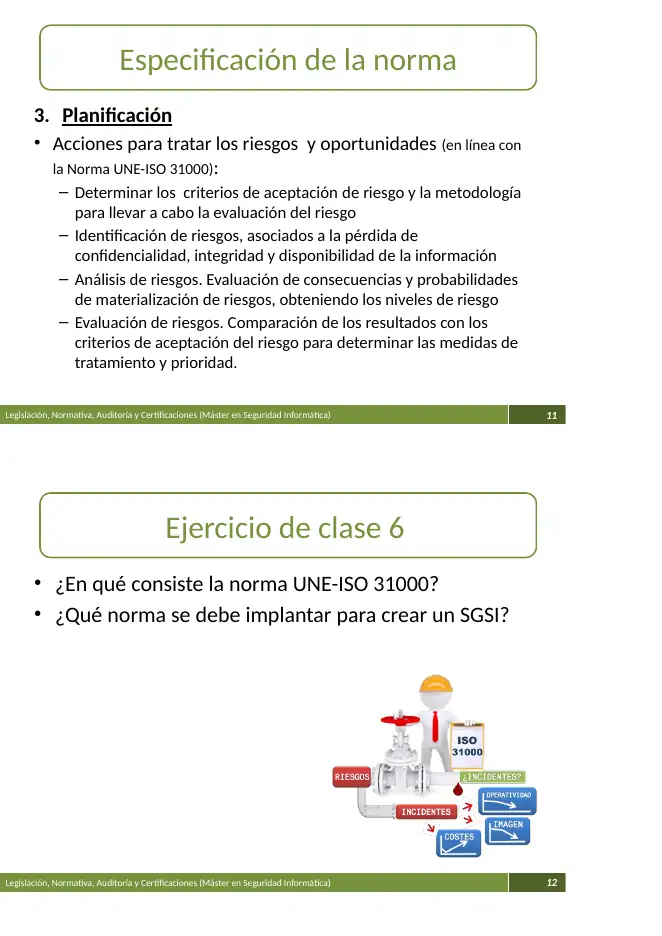 Especificación de la norma
3. Planificación
• Acciones para tratar los riesgos  y oportunidades (en línea con
la Norma UNE-ISO 31000):
– Determinar los  criterios de aceptación de riesgo y la metodología
para llevar a cabo la evaluación del riesgo
– Identificación de riesgos, asociados a la pérdida de
confidencialidad, integridad y disponibilidad de la información
– Análisis de riesgos. Evaluación de consecuencias y probabilidades
de materialización de riesgos, obteniendo los niveles de riesgo
– Evaluación de riesgos. Comparación de los resultados con los
criterios de aceptación del riesgo para determinar las medidas de
tratamiento y prioridad.
Legislación, Normativa, Auditoría y Certificaciones (Máster en Seguridad Informática) 11
Ejercicio de clase 6
• ¿En qué consiste la norma UNE-ISO 31000?
• ¿Qué norma se debe implantar para crear un SGSI?
ISO
31000
RIESGOS
¿INCIDENTES?
OPERATIVIDAD
INCIDENTES
IMAGEN
COSTES
Legislación, Normativa, Auditoría y Certificaciones (Máster en Seguridad Informática) 12